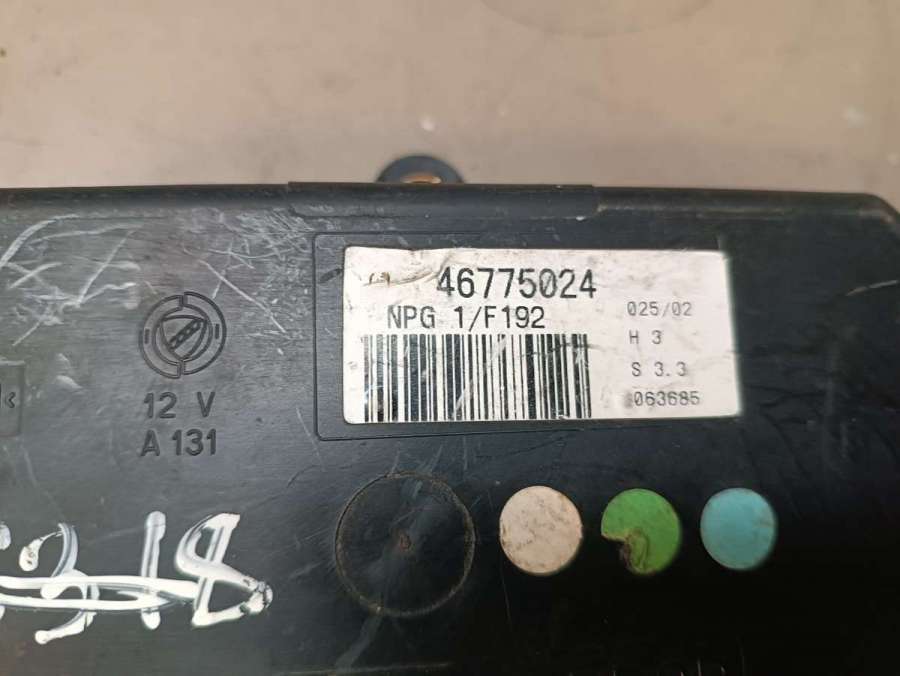 46775024
NPG 1/F192
025/02
H 3
S 3.3
063685
12 V
A 131